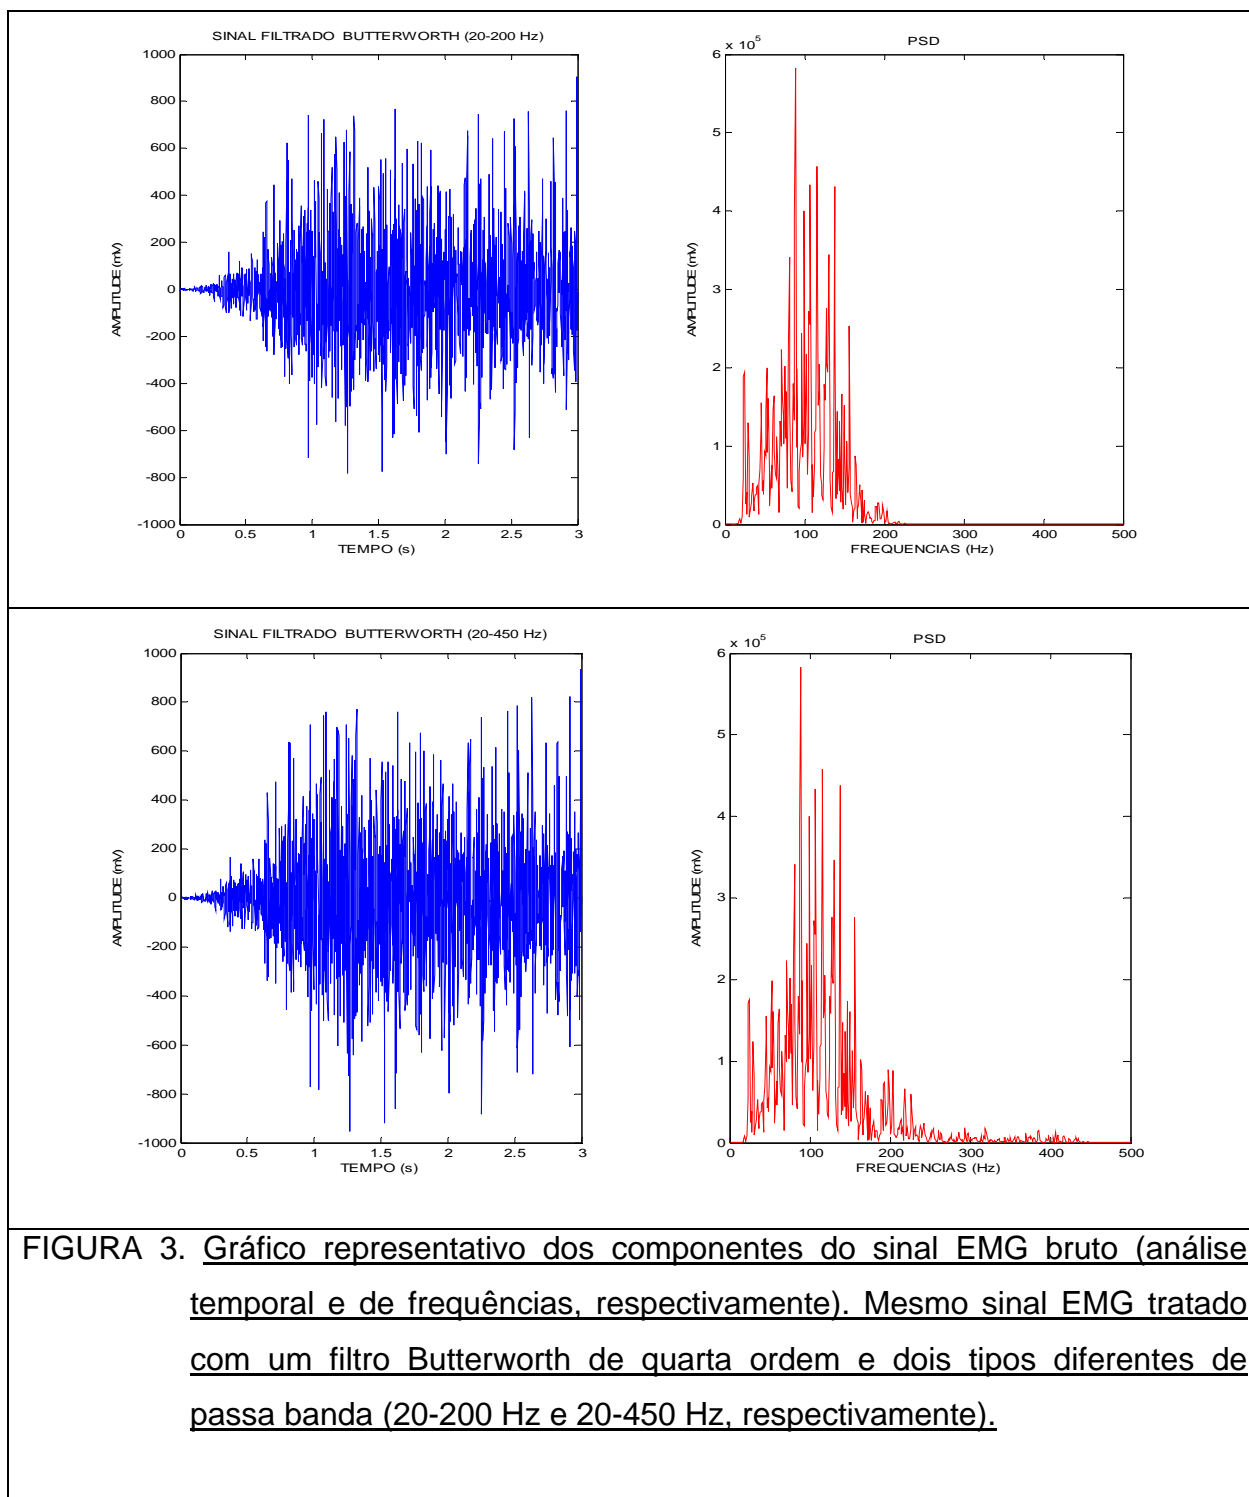 SINAL FILTRADO BUTTERWORTH (20-200 Hz)
1000
800
600
400
200
0
-200
-400
-600
-800
-1000
0 0.5 1 1.5 2 2.5 3
TEMPO (s)
AMPLITUDE (mV)
PSD
x 10⁵
6
5
4
3
2
1
0
0 100 200 300 400 500
FREQUENCIAS (Hz)
AMPLITUDE (mV)
SINAL FILTRADO BUTTERWORTH (20-450 Hz)
1000
800
600
400
200
0
-200
-400
-600
-800
-1000
0 0.5 1 1.5 2 2.5 3
TEMPO (s)
AMPLITUDE (mV)
PSD
x 10⁵
6
5
4
3
2
1
0
0 100 200 300 400 500
FREQUENCIAS (Hz)
AMPLITUDE (mV)
FIGURA 3. Gráfico representativo dos componentes do sinal EMG bruto (análise
temporal e de frequências, respectivamente). Mesmo sinal EMG tratado
com um filtro Butterworth de quarta ordem e dois tipos diferentes de
passa banda (20-200 Hz e 20-450 Hz, respectivamente).